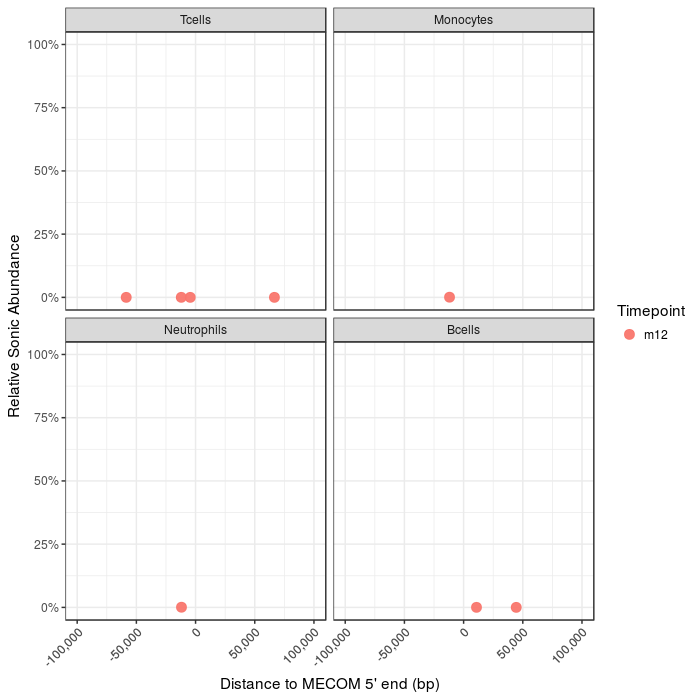 Tcells
Monocytes
100%
75%
50%
25%
0%
Neutrophils
Bcells
100%
75%
50%
25%
0%
-100,000
-50,000
0
50,000
100,000
-100,000
-50,000
0
50,000
100,000
Distance to MECOM 5' end (bp)
Relative Sonic Abundance
Timepoint
m12